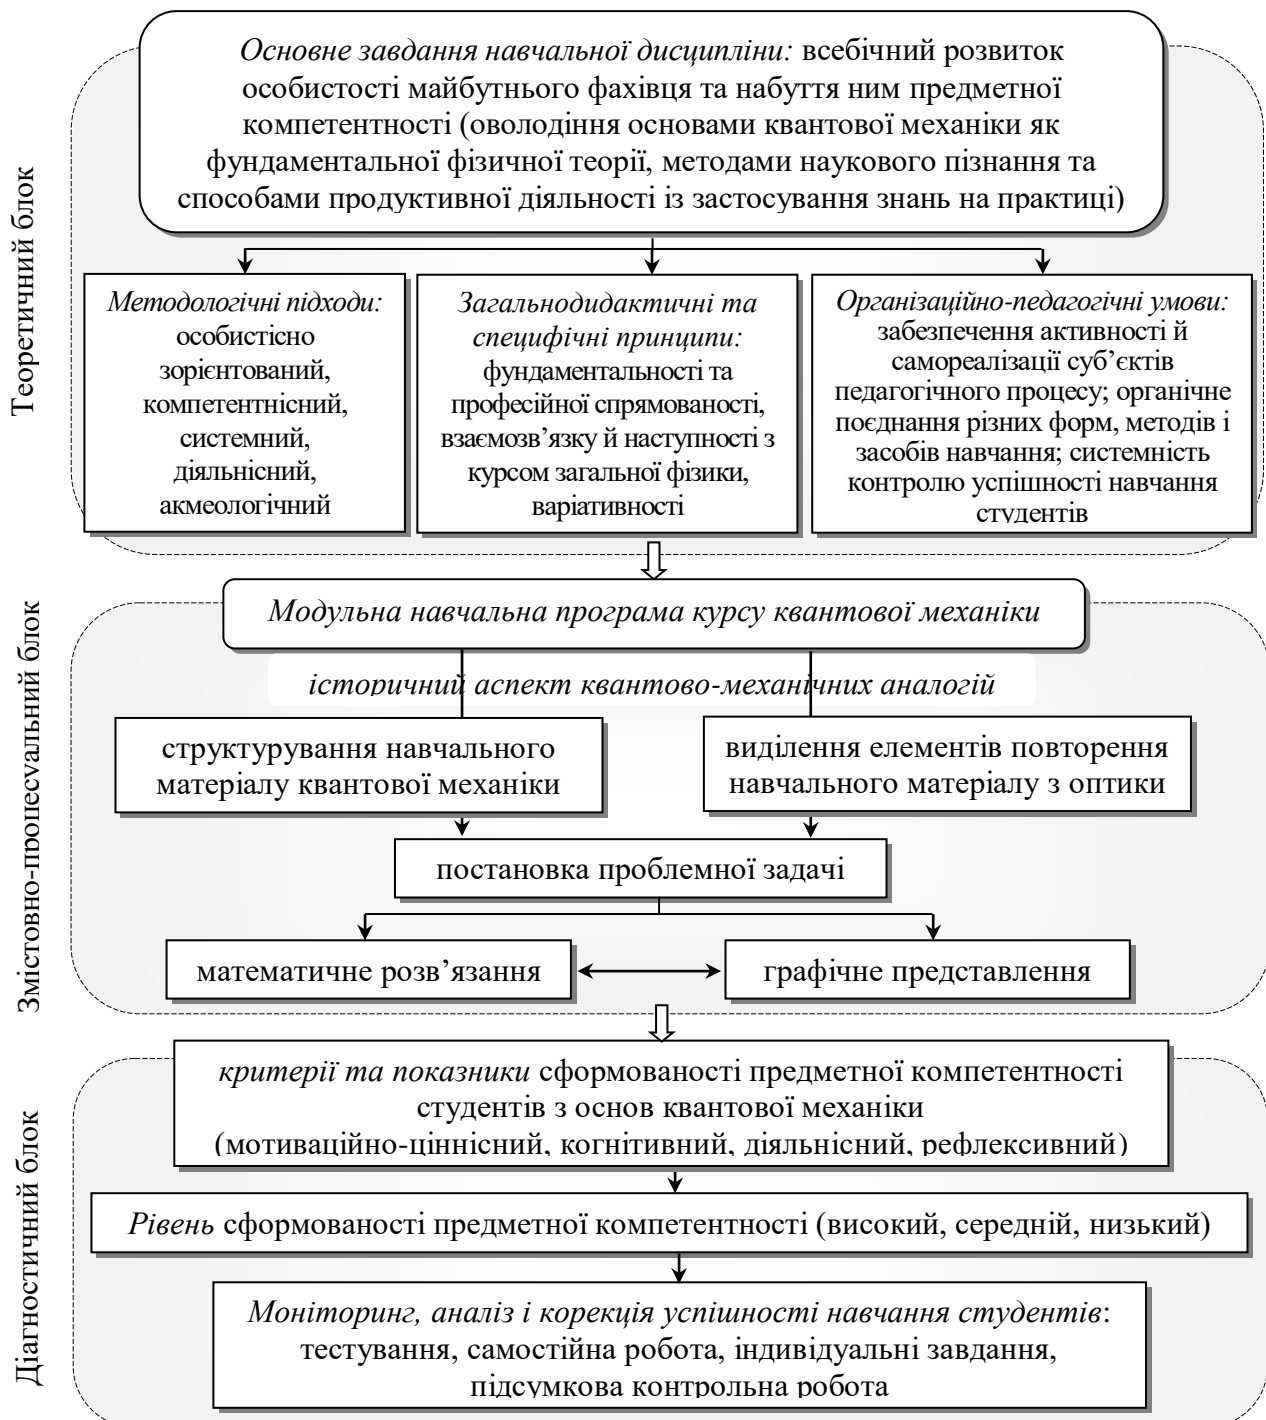 Теоретичний блок
Основне завдання навчальної дисципліни: всебічний розвиток
особистості майбутнього фахівця та набуття ним предметної
компетентності (оволодіння основами квантової механіки як
фундаментальної фізичної теорії, методами наукового пізнання та
способами продуктивної діяльності із застосування знань на практиці)
Методологічні підходи:
особистісно
зорієнтований,
компетентнісний,
системний,
діяльнісний,
акмеологічний
Загальнодидактичні та
специфічні принципи:
фундаментальності та
професійної спрямованості,
взаємозв’язку й наступності з
курсом загальної фізики,
варіативності
Організаційно-педагогічні умови:
забезпечення активності й
самореалізації суб’єктів
педагогічного процесу; органічне
поєднання різних форм, методів і
засобів навчання; системність
контролю успішності навчання
студентів
Змістовно-процесуальний блок
Модульна навчальна програма курсу квантової механіки
історичний аспект квантово-механічних аналогій
структурування навчального
матеріалу квантової механіки
виділення елементів повторення
навчального матеріалу з оптики
постановка проблемної задачі
математичне розв’язання
графічне представлення
Діагностичний блок
критерії та показники сформованості предметної компетентності
студентів з основ квантової механіки
(мотиваційно-ціннісний, когнітивний, діяльнісний, рефлексивний)
Рівень сформованості предметної компетентності (високий, середній, низький)
Моніторинг, аналіз і корекція успішності навчання студентів:
тестування, самостійна робота, індивідуальні завдання,
підсумкова контрольна робота